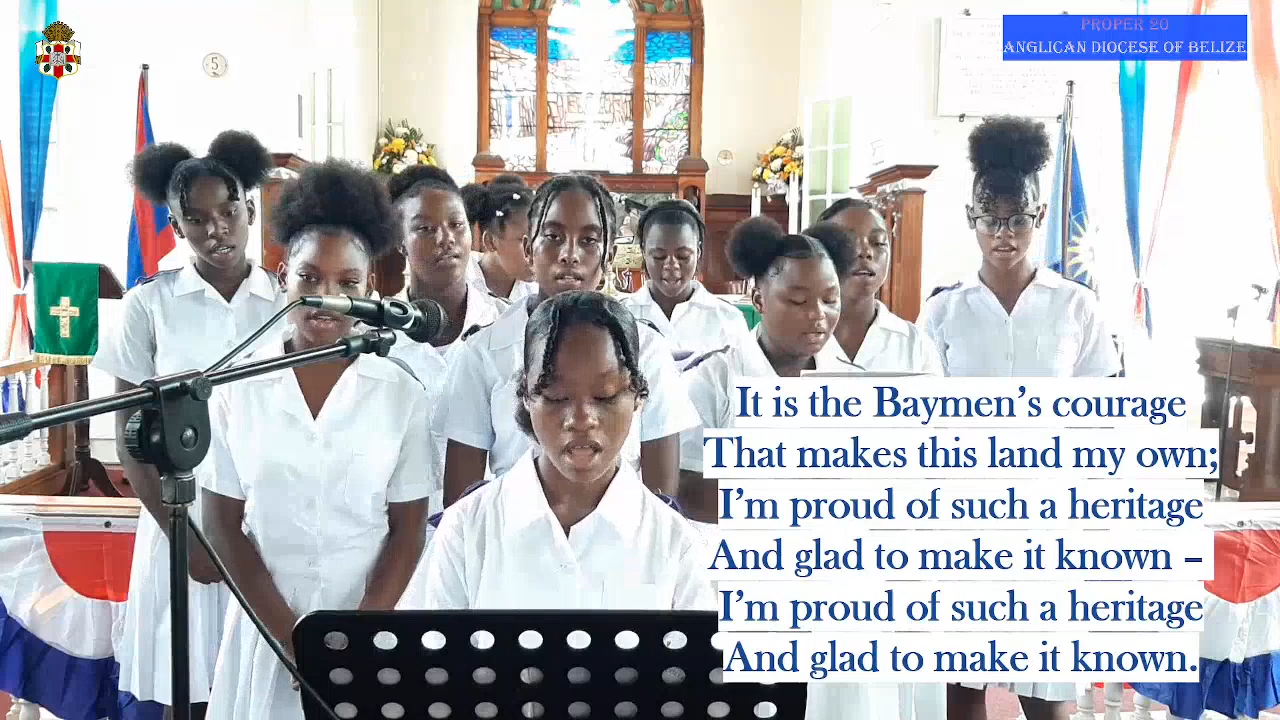 PROPER 20
ANGLICAN DIOCESE OF BELIZE
5
It is the Baymen's courage
That makes this land my own;
I'm proud of such a heritage
And glad to make it known –
I'm proud of such a heritage
And glad to make it known.